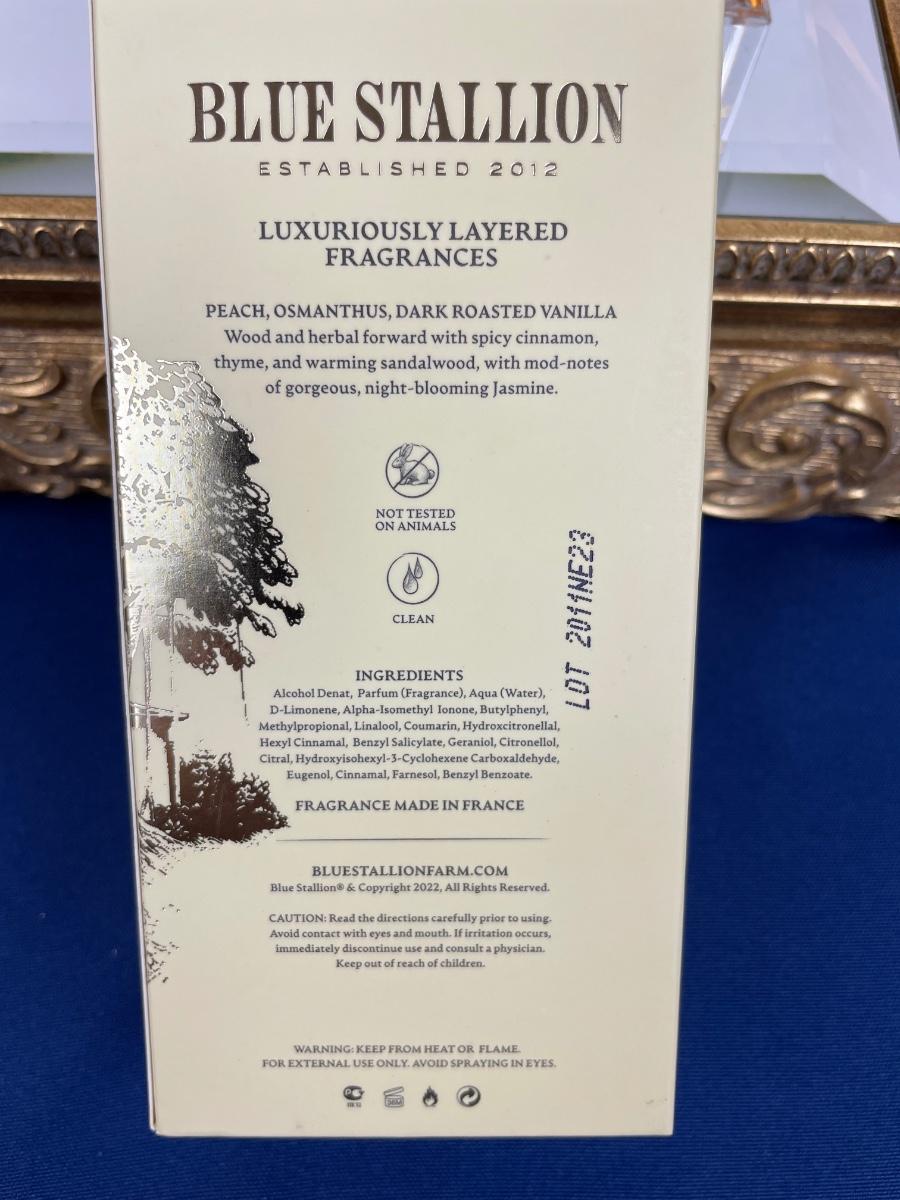 BLUE STALLION
ESTABLISHED 2012
LUXURIOUSLY LAYERED
FRAGRANCES
PEACH, OSMANTHUS, DARK ROASTED VANILLA
Wood and herbal forward with spicy cinnamon,
thyme, and warming sandalwood, with mod-notes
of gorgeous, night-blooming Jasmine.
NOT TESTED
ON ANIMALS
CLEAN
LOT 2011NE23
INGREDIENTS
Alcohol Denat, Parfum (Fragrance), Aqua (Water),
D-Limonene, Alpha-Isomethyl Ionone, Butylphenyl,
Methylpropional, Linalool, Coumarin, Hydroxcitronellal,
Hexyl Cinnamal, Benzyl Salicylate, Geraniol, Citronellol,
Citral, Hydroxyisohexyl-3-Cyclohexene Carboxaldehyde,
Eugenol, Cinnamal, Farnesol, Benzyl Benzoate.
FRAGRANCE MADE IN FRANCE
BLUESTALLIONFARM.COM
Blue Stallion® & Copyright 2022, All Rights Reserved.
CAUTION: Read the directions carefully prior to using.
Avoid contact with eyes and mouth. If irritation occurs,
immediately discontinue use and consult a physician.
Keep out of reach of children.
WARNING: KEEP FROM HEAT OR FLAME.
FOR EXTERNAL USE ONLY. AVOID SPRAYING IN EYES.
36M